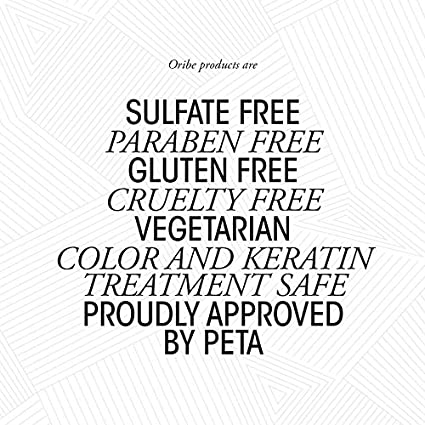 Oribe products are
SULFATE FREE
PARABEN FREE
GLUTEN FREE
CRUELTY FREE
VEGETARIAN
COLOR AND KERATIN
TREATMENT SAFE
PROUDLY APPROVED
BY PETA